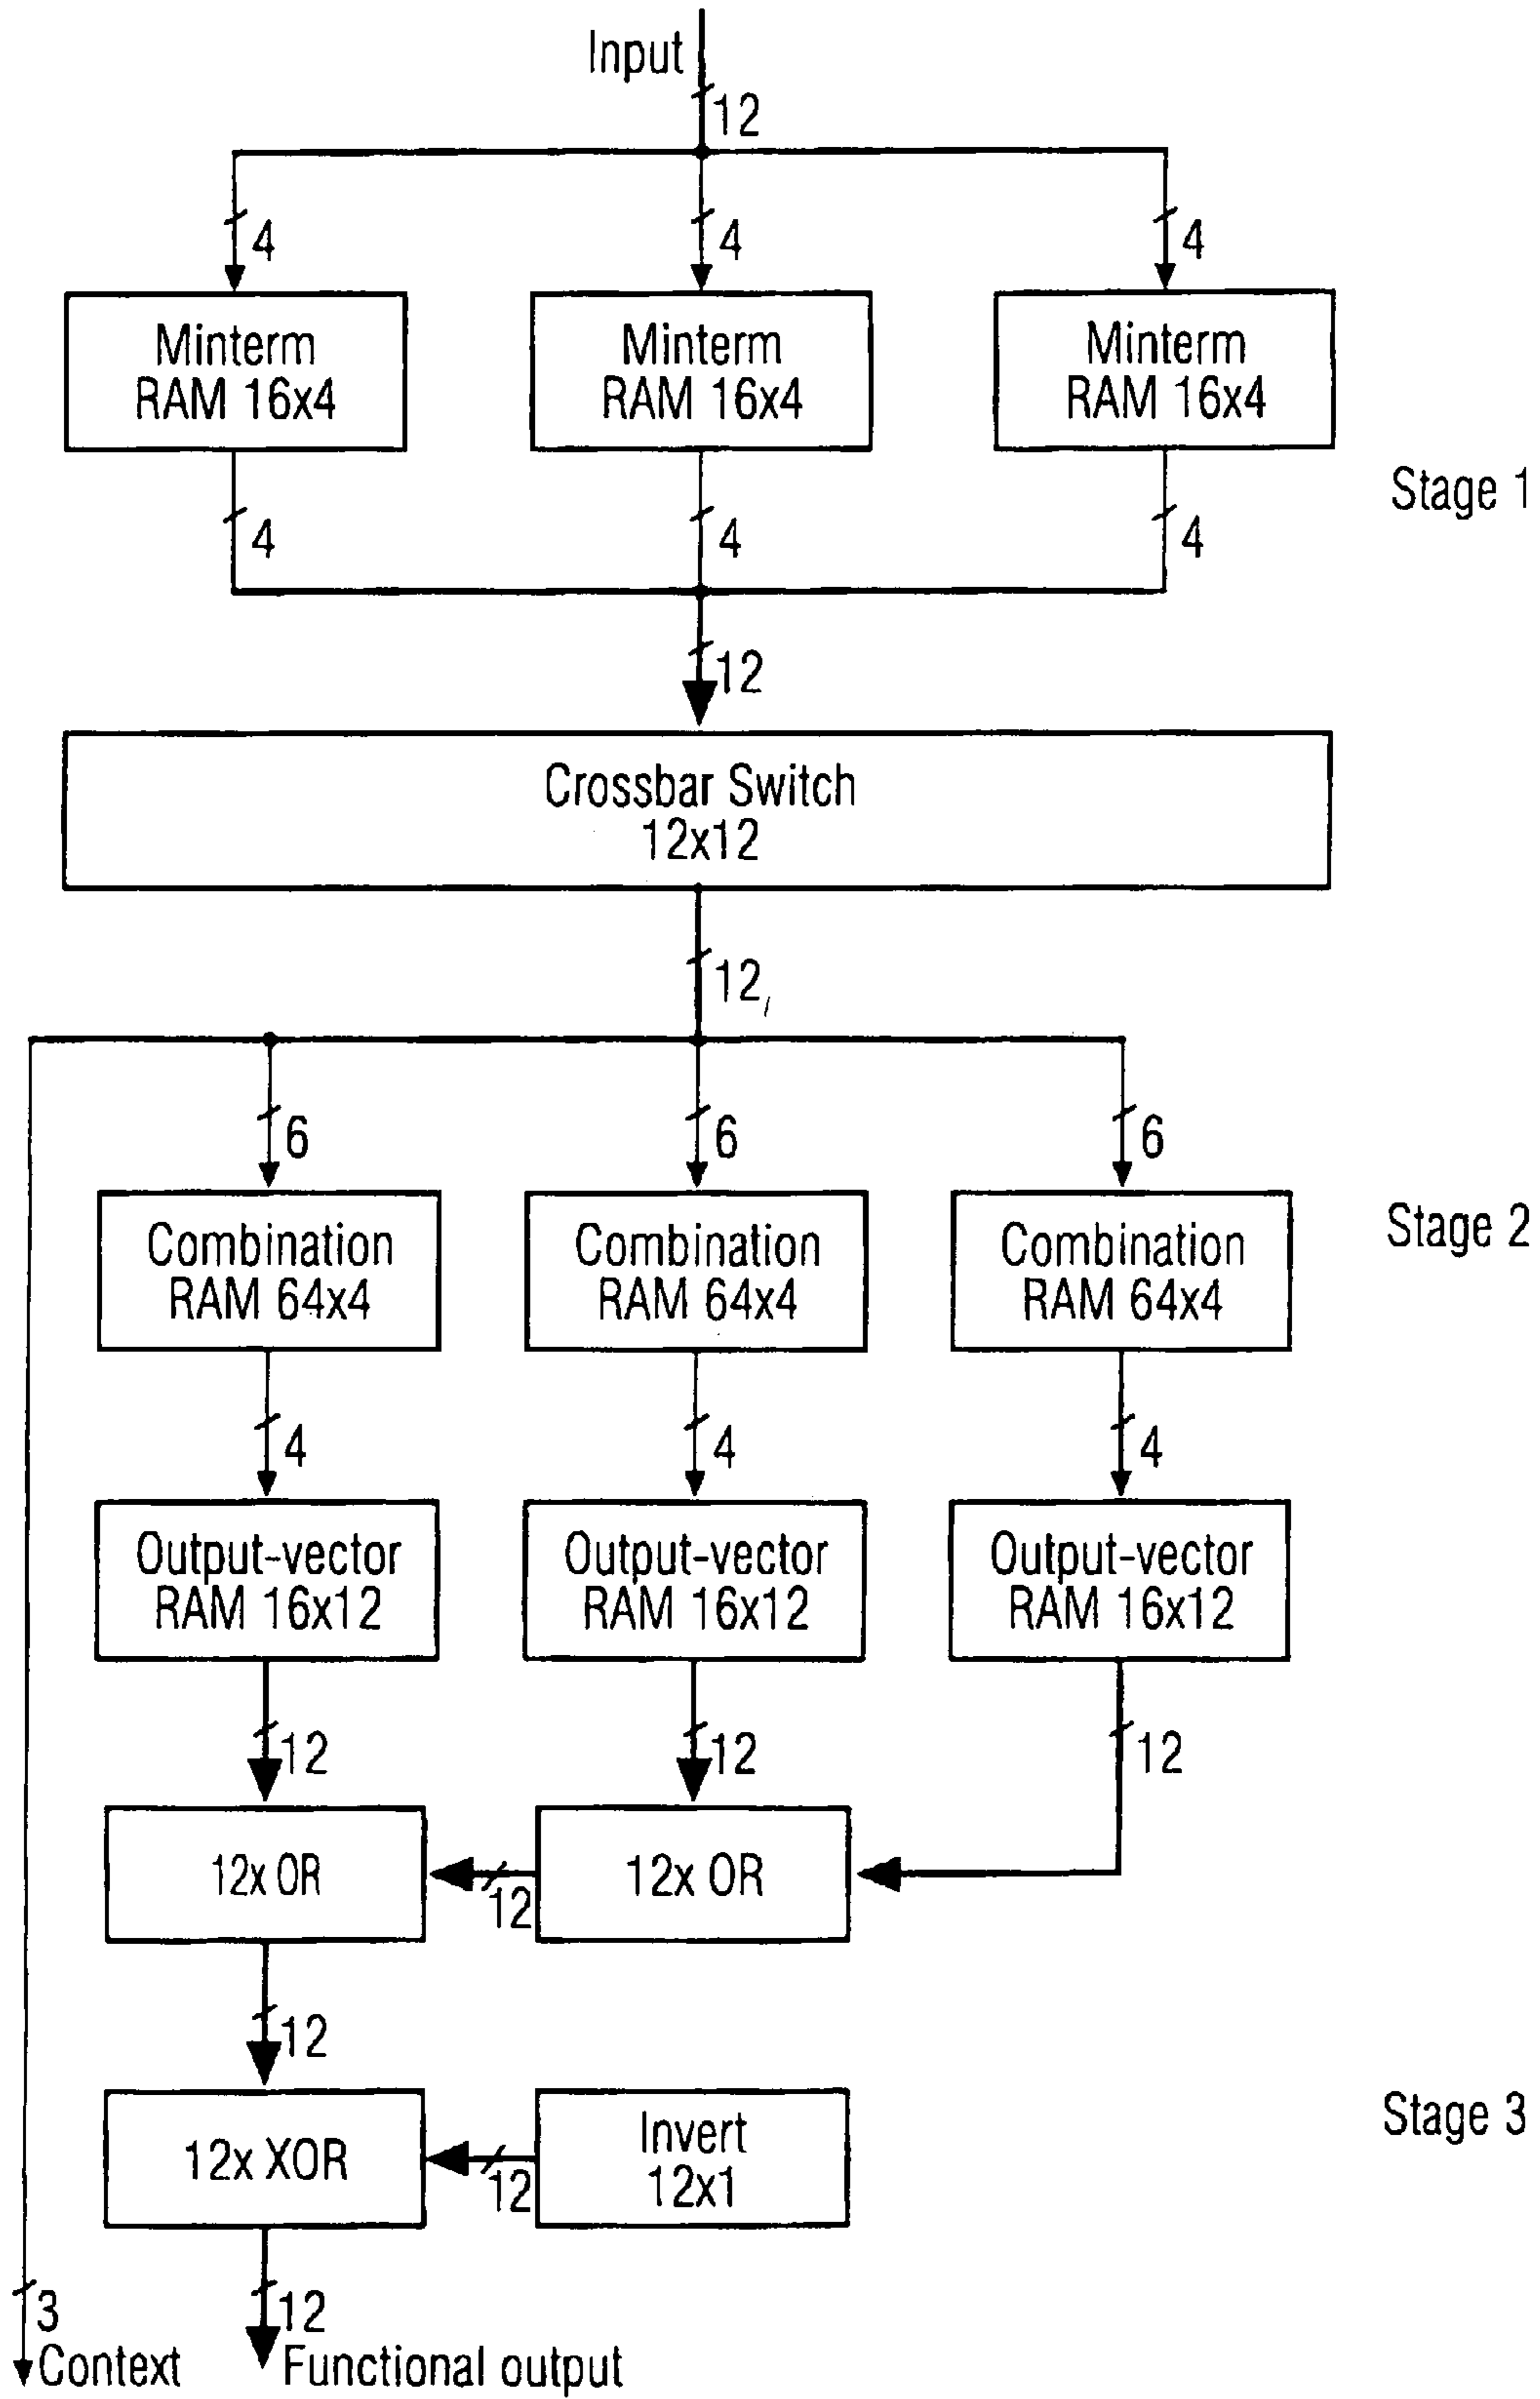 Input
12
4
4
4
Minterm
RAM 16x4
Minterm
RAM 16x4
Minterm
RAM 16x4
Stage 1
4
4
4
12
Crossbar Switch
12x12
12
6
6
6
Combination
RAM 64x4
Combination
RAM 64x4
Combination
RAM 64x4
Stage 2
4
4
4
Output-vector
RAM 16x12
Output-vector
RAM 16x12
Output-vector
RAM 16x12
12
12
12
12x OR
12
12x OR
12
12x XOR
12
Invert
12x1
Stage 3
3
12
Context
Functional output